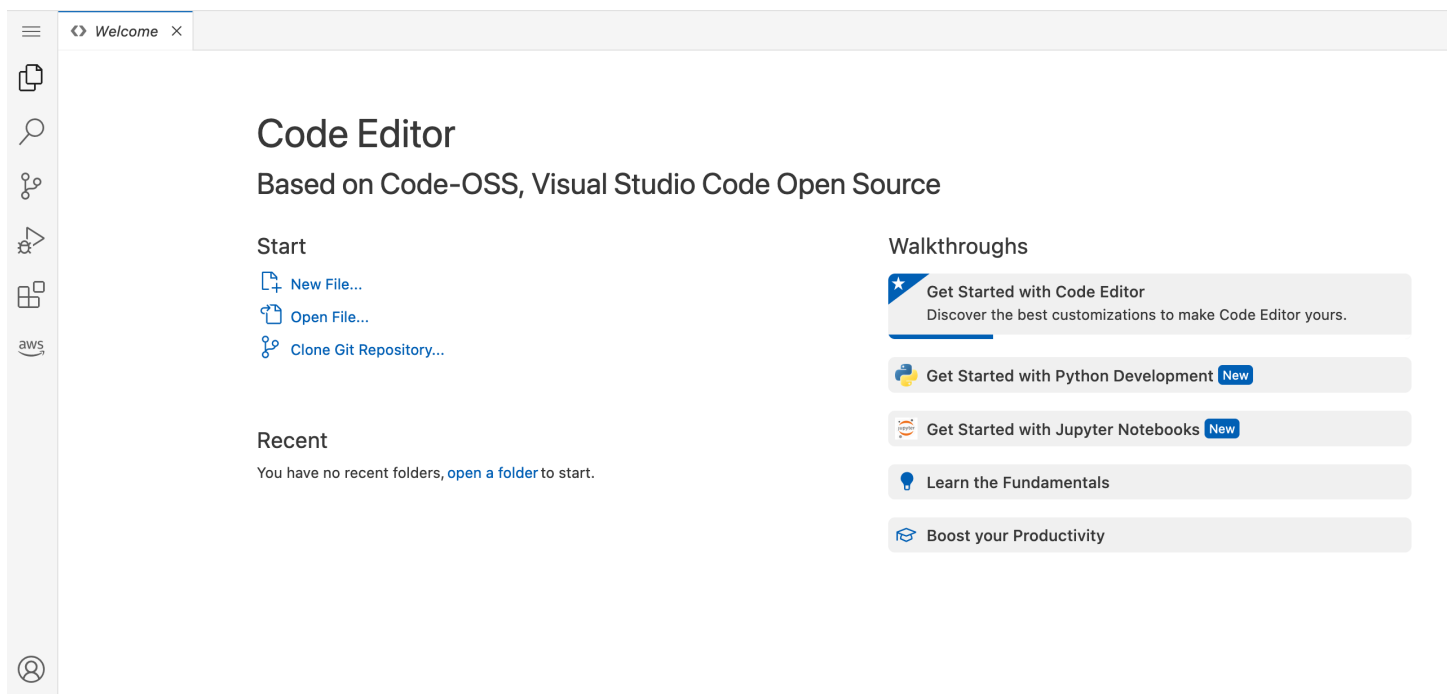 Welcome
aws
Code Editor
Based on Code-OSS, Visual Studio Code Open Source
Start
New File...
Open File...
Clone Git Repository...
Recent
You have no recent folders, open a folder to start.
Walkthroughs
Get Started with Code Editor
Discover the best customizations to make Code Editor yours.
Get Started with Python Development New
jupyter
Get Started with Jupyter Notebooks New
Learn the Fundamentals
Boost your Productivity